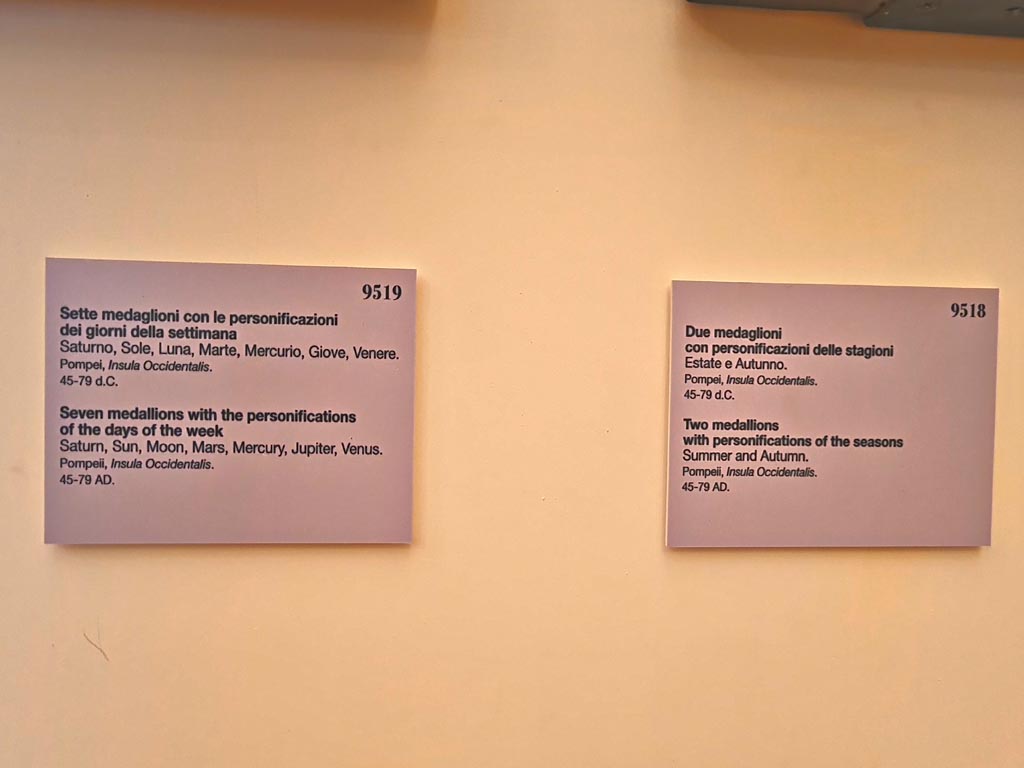 9519
Sette medaglioni con le personificazioni
dei giorni della settimana
Saturno, Sole, Luna, Marte, Mercurio, Giove, Venere.
Pompei, Insula Occidentalis.
45-79 d.C.
Seven medallions with the personifications
of the days of the week
Saturn, Sun, Moon, Mars, Mercury, Jupiter, Venus.
Pompeii, Insula Occidentalis.
45-79 AD.
9518
Due medaglioni
con personificazioni delle stagioni
Estate e Autunno.
Pompei, Insula Occidentalis.
45-79 d.C.
Two medallions
with personifications of the seasons
Summer and Autumn.
Pompeii, Insula Occidentalis.
45-79 AD.